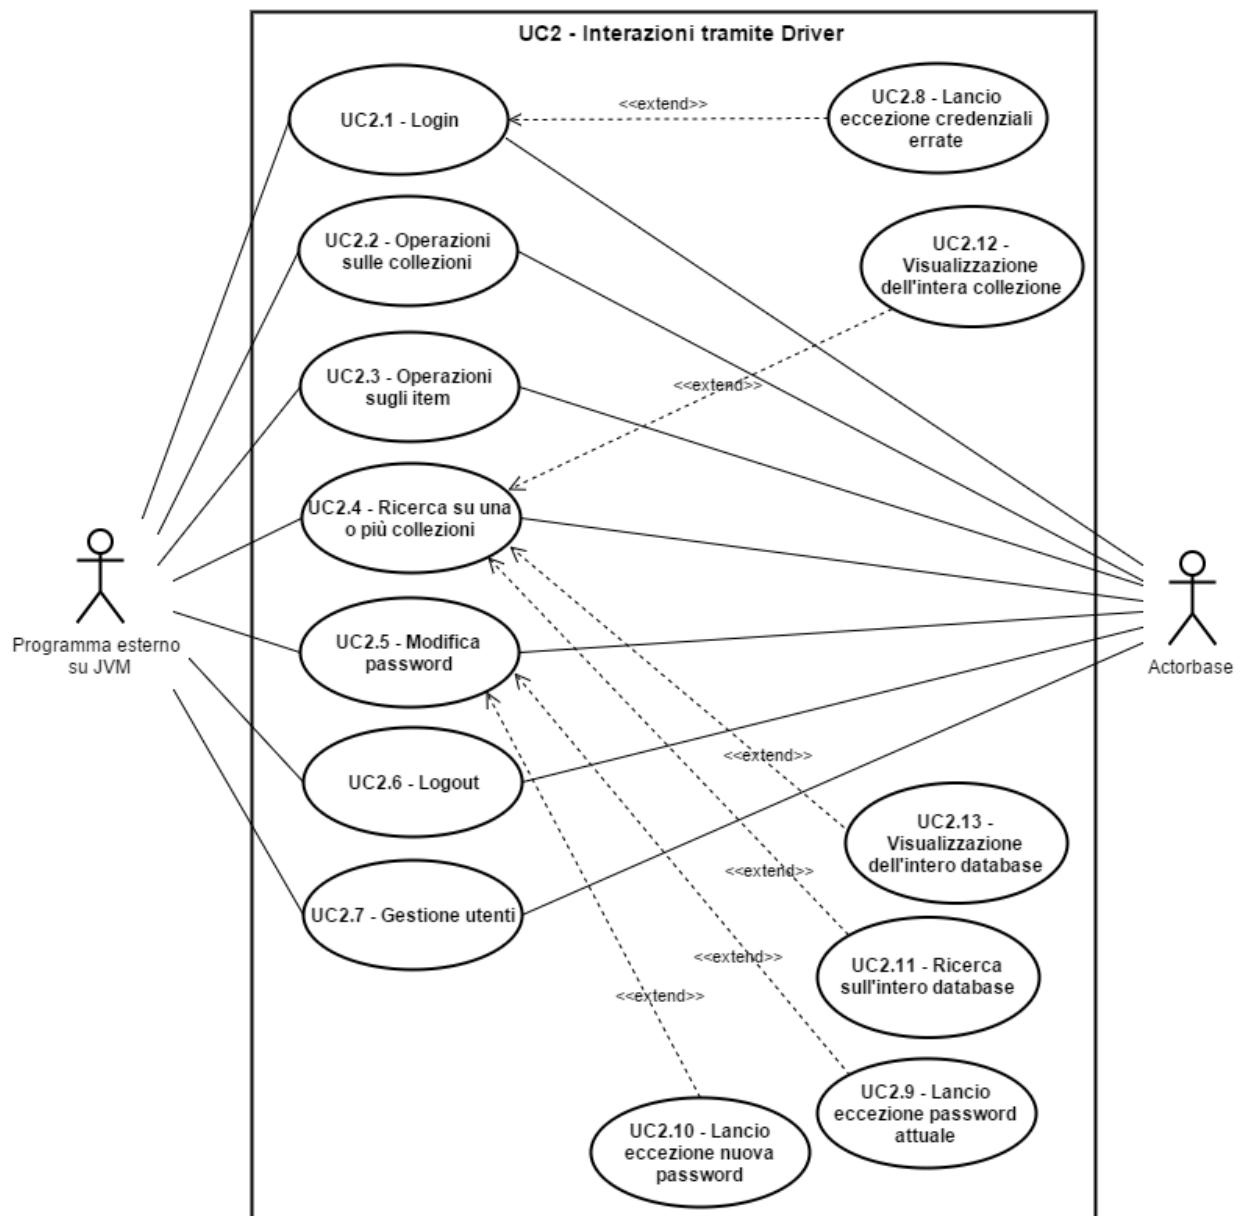 UC2 - Interazioni tramite Driver
UC2.1 - Login
<<extend>>
UC2.8 - Lancio
eccezione credenziali
errate
UC2.2 - Operazioni
sulle collezioni
UC2.12 -
Visualizzazione
dell'intera collezione
UC2.3 - Operazioni
sugli item
<<extend>>
UC2.4 - Ricerca su una
o più collezioni
Programma esterno
su JVM
UC2.5 - Modifica
password
Actorbase
UC2.6 - Logout
<<extend>>
UC2.13 -
Visualizzazione
dell'intero database
<<extend>>
UC2.7 - Gestione utenti
<<extend>>
UC2.11 - Ricerca
sull'intero database
<<extend>>
UC2.9 - Lancio
eccezione password
attuale
UC2.10 - Lancio
eccezione nuova
password